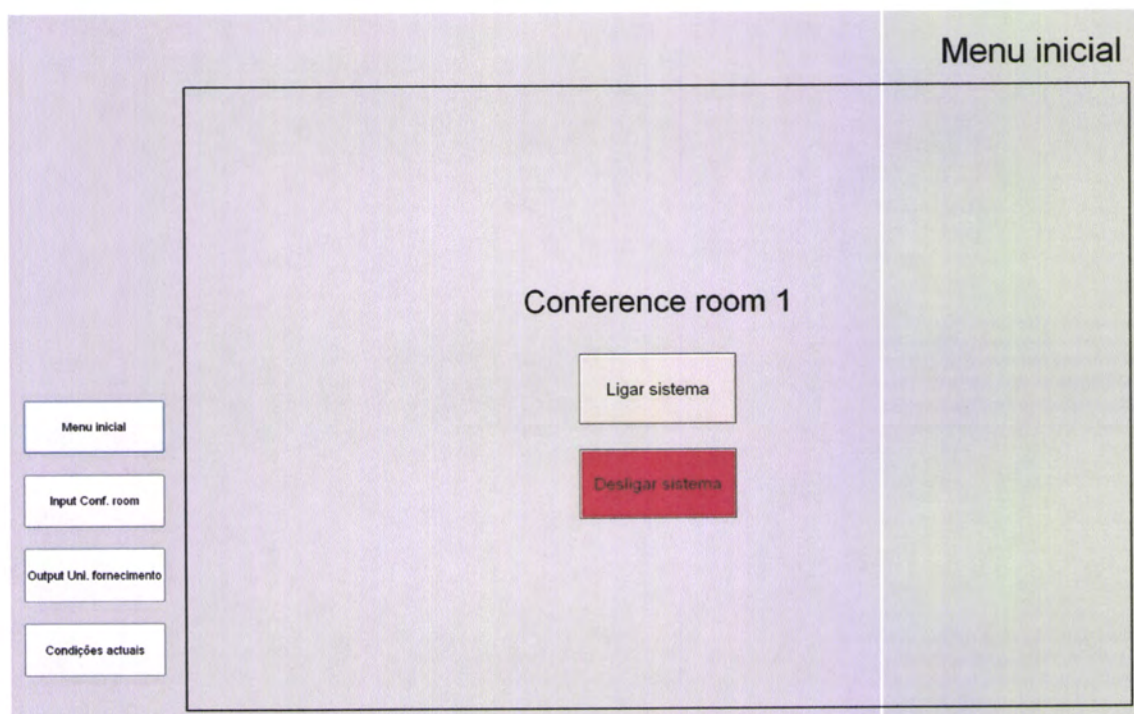 Menu inicial
Conference room 1
Ligar sistema
Desligar sistema
Menu inicial
Input Conf. room
Output Uni. fornecimento
Condições actuais